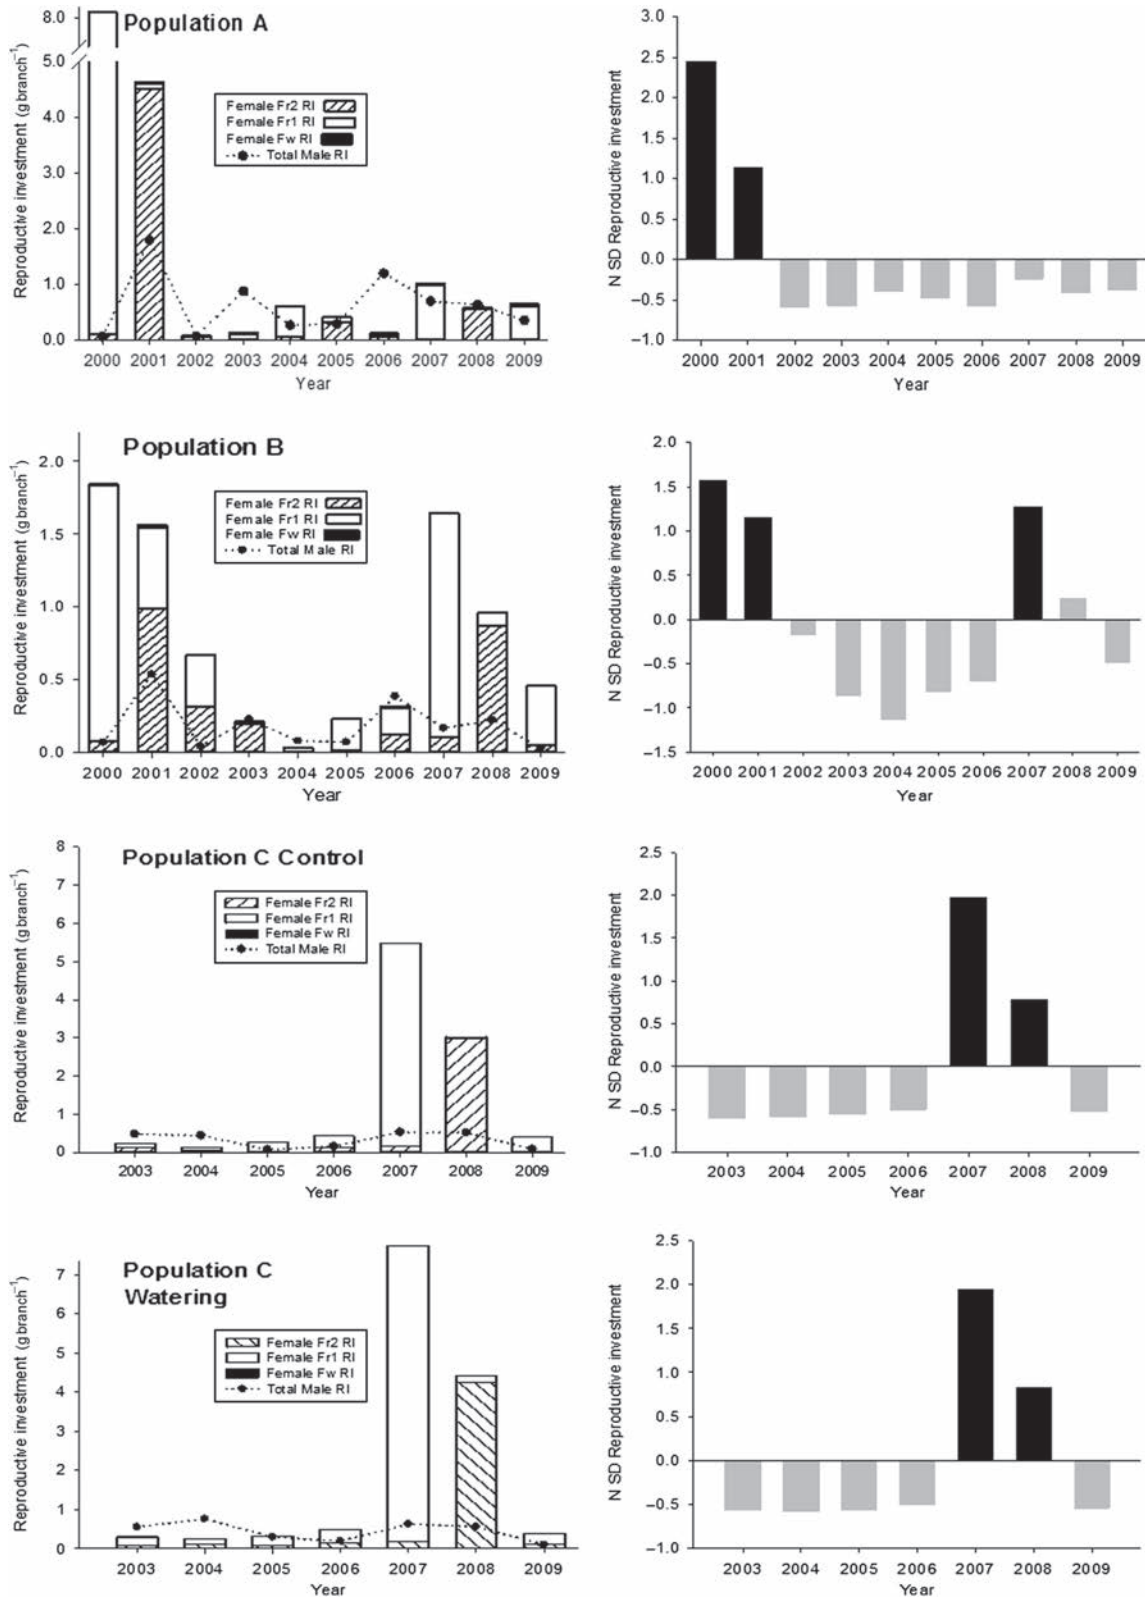 Population A
Reproductive investment (gbranch⁻¹)
8.0
5.0
4.0
3.0
2.0
1.0
0.0
Female Fr2 RI
Female Fr1 RI
Female Fw RI
Total Male RI
2000 2001 2002 2003 2004 2005 2006 2007 2008 2009
Year
N SD Reproductive investment
3.0
2.5
2.0
1.5
1.0
0.5
0.0
−0.5
−1.0
2000 2001 2002 2003 2004 2005 2006 2007 2008 2009
Year
Population B
Reproductive investment (gbranch⁻¹)
2.0
1.5
1.0
0.5
0.0
Female Fr2 RI
Female Fr1 RI
Female Fw RI
Total Male RI
2000 2001 2002 2003 2004 2005 2006 2007 2008 2009
Year
N SD Reproductive investment
2.0
1.5
1.0
0.5
0.0
−0.5
−1.0
−1.5
2000 2001 2002 2003 2004 2005 2006 2007 2008 2009
Year
Population C Control
Reproductive investment (gbranch⁻¹)
8
7
6
5
4
3
2
1
0
Female Fr2 RI
Female Fr1 RI
Female Fw RI
Total Male RI
2003 2004 2005 2006 2007 2008 2009
Year
N SD Reproductive investment
2.5
2.0
1.5
1.0
0.5
0.0
−0.5
−1.0
2003 2004 2005 2006 2007 2008 2009
Year
Population C
Watering
Reproductive investment (gbranch⁻¹)
7
6
5
4
3
2
1
0
Female Fr2 RI
Female Fr1 RI
Female Fw RI
Total Male RI
2003 2004 2005 2006 2007 2008 2009
Year
N SD Reproductive investment
2.5
2.0
1.5
1.0
0.5
0.0
−0.5
−1.0
2003 2004 2005 2006 2007 2008 2009
Year